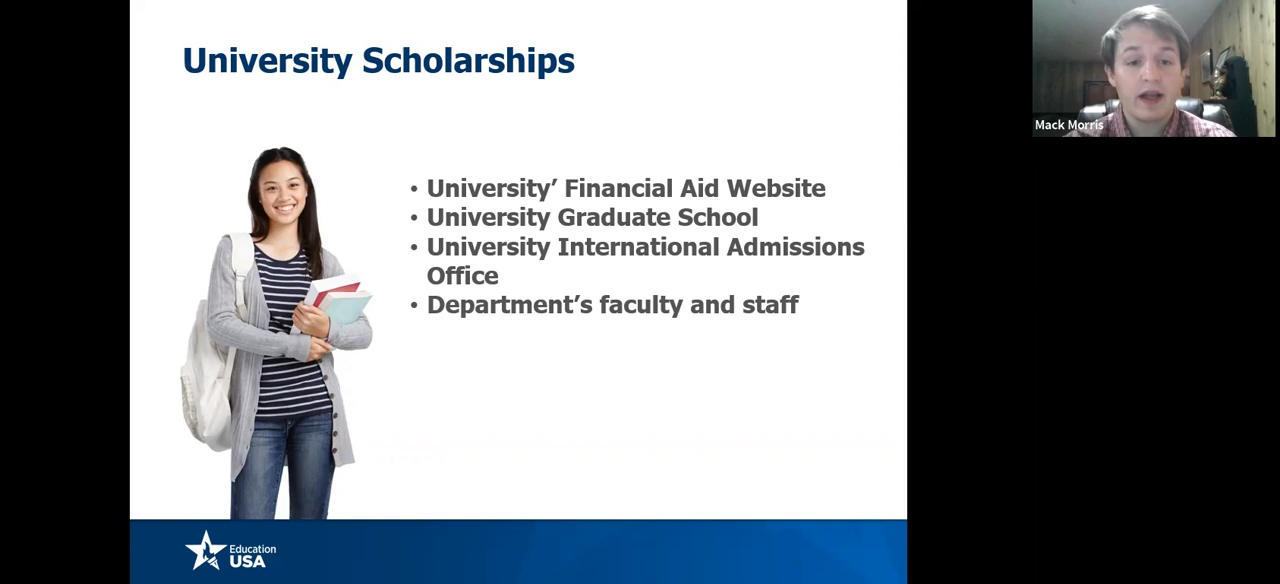 University Scholarships
Mack Morris
• University’ Financial Aid Website
• University Graduate School
• University International Admissions
Office
• Department’s faculty and staff
Education
USA